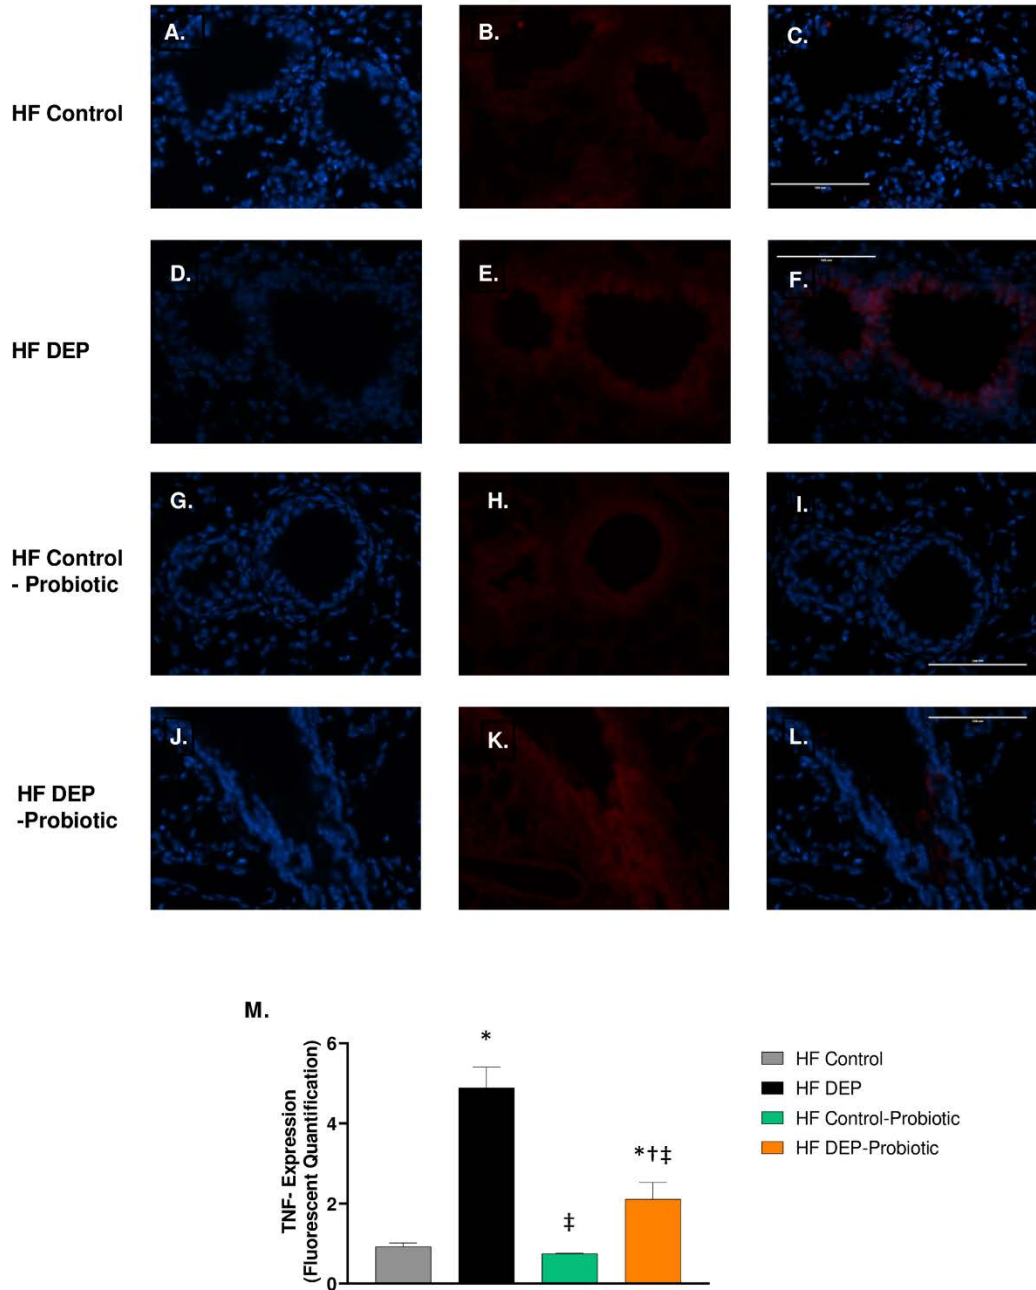 A.
B.
C.
HF Control
D.
E.
F.
HF DEP
G.
H.
I.
HF Control
- Probiotic
J.
K.
L.
HF DEP
-Probiotic
M.
TNF- Expression
(Fluorescent Quantification)
6
4
2
0
*
‡
*†‡
HF Control
HF DEP
HF Control-Probiotic
HF DEP-Probiotic